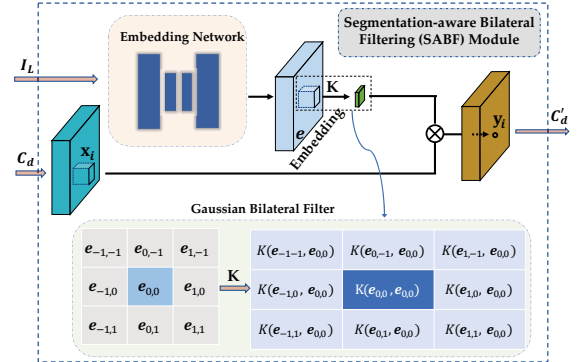 Segmentation-aware Bilateral
Filtering (SABF) Module
Embedding Network
I_L
K
e
Embedding
C_d
x_i
y_i
C'_d
Gaussian Bilateral Filter
e_{-1,-1} e_{0,-1} e_{1,-1}
e_{-1,0} e_{0,0} e_{1,0}
e_{-1,1} e_{0,1} e_{1,1}
K
K(e_{-1-1}, e_{0,0}) K(e_{0,-1}, e_{0,0}) K(e_{1,-1}, e_{0,0})
K(e_{-1,0}, e_{0,0}) K(e_{0,0}, e_{0,0}) K(e_{1,0}, e_{0,0})
K(e_{-1,1}, e_{0,0}) K(e_{0,1}, e_{0,0}) K(e_{1,1}, e_{0,0})